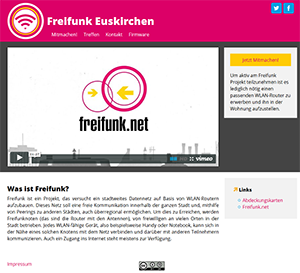 Freifunk Euskirchen
Mitmachen! Treffen Kontakt Firmware
freifunk.net
vimeo
Jetzt Mitmachen!
Um aktiv am Freifunk
Projekt teilzunehmen ist es
lediglich nötig einen
passenden WLAN-Router zu
erwerben und ihn in der
Wohnung aufzustellen.
Was ist Freifunk?
Freifunk ist ein Projekt, das versucht ein stadtweites Datennetz auf Basis von WLAN-Routern
aufzubauen. Dieses Netz soll eine freie Kommunikation innerhalb der ganzen Stadt und, mithilfe
von Peerings zu anderen Städten, auch überregional ermöglichen. Um dies zu Erreichen, werden
Freifunkknoten (das sind die Router mit den Antennen), von freiwilligen an vielen Orten in der
Stadt betrieben. Jedes WLAN-fähige Gerät, also beispielsweise Handy oder Notebook, kann sich in
der Nähe eines solchen Knotens mit dem Netz verbinden und darüber mit anderen Teilnehmern
kommunizieren. Auch ein Zugang ins Internet steht meistens zur Verfügung.
Links
Abdeckungskarten
Freifunk.net
Impressum